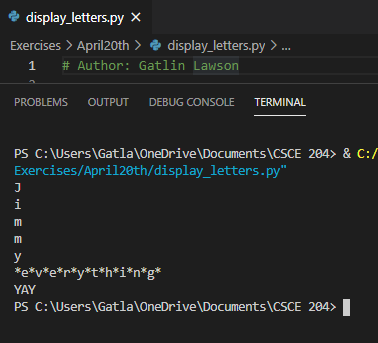 display_letters.py ×
Exercises > April20th > display_letters.py > ...
1 # Author: Gatlin Lawson
PROBLEMS OUTPUT DEBUG CONSOLE TERMINAL
PS C:\Users\Gatla\OneDrive\Documents\CSCE 204> & C:/
Exercises/April20th/display_letters.py"
J
i
m
m
y
*e*v*e*r*y*t*h*i*n*g*
YAY
PS C:\Users\Gatla\OneDrive\Documents\CSCE 204>